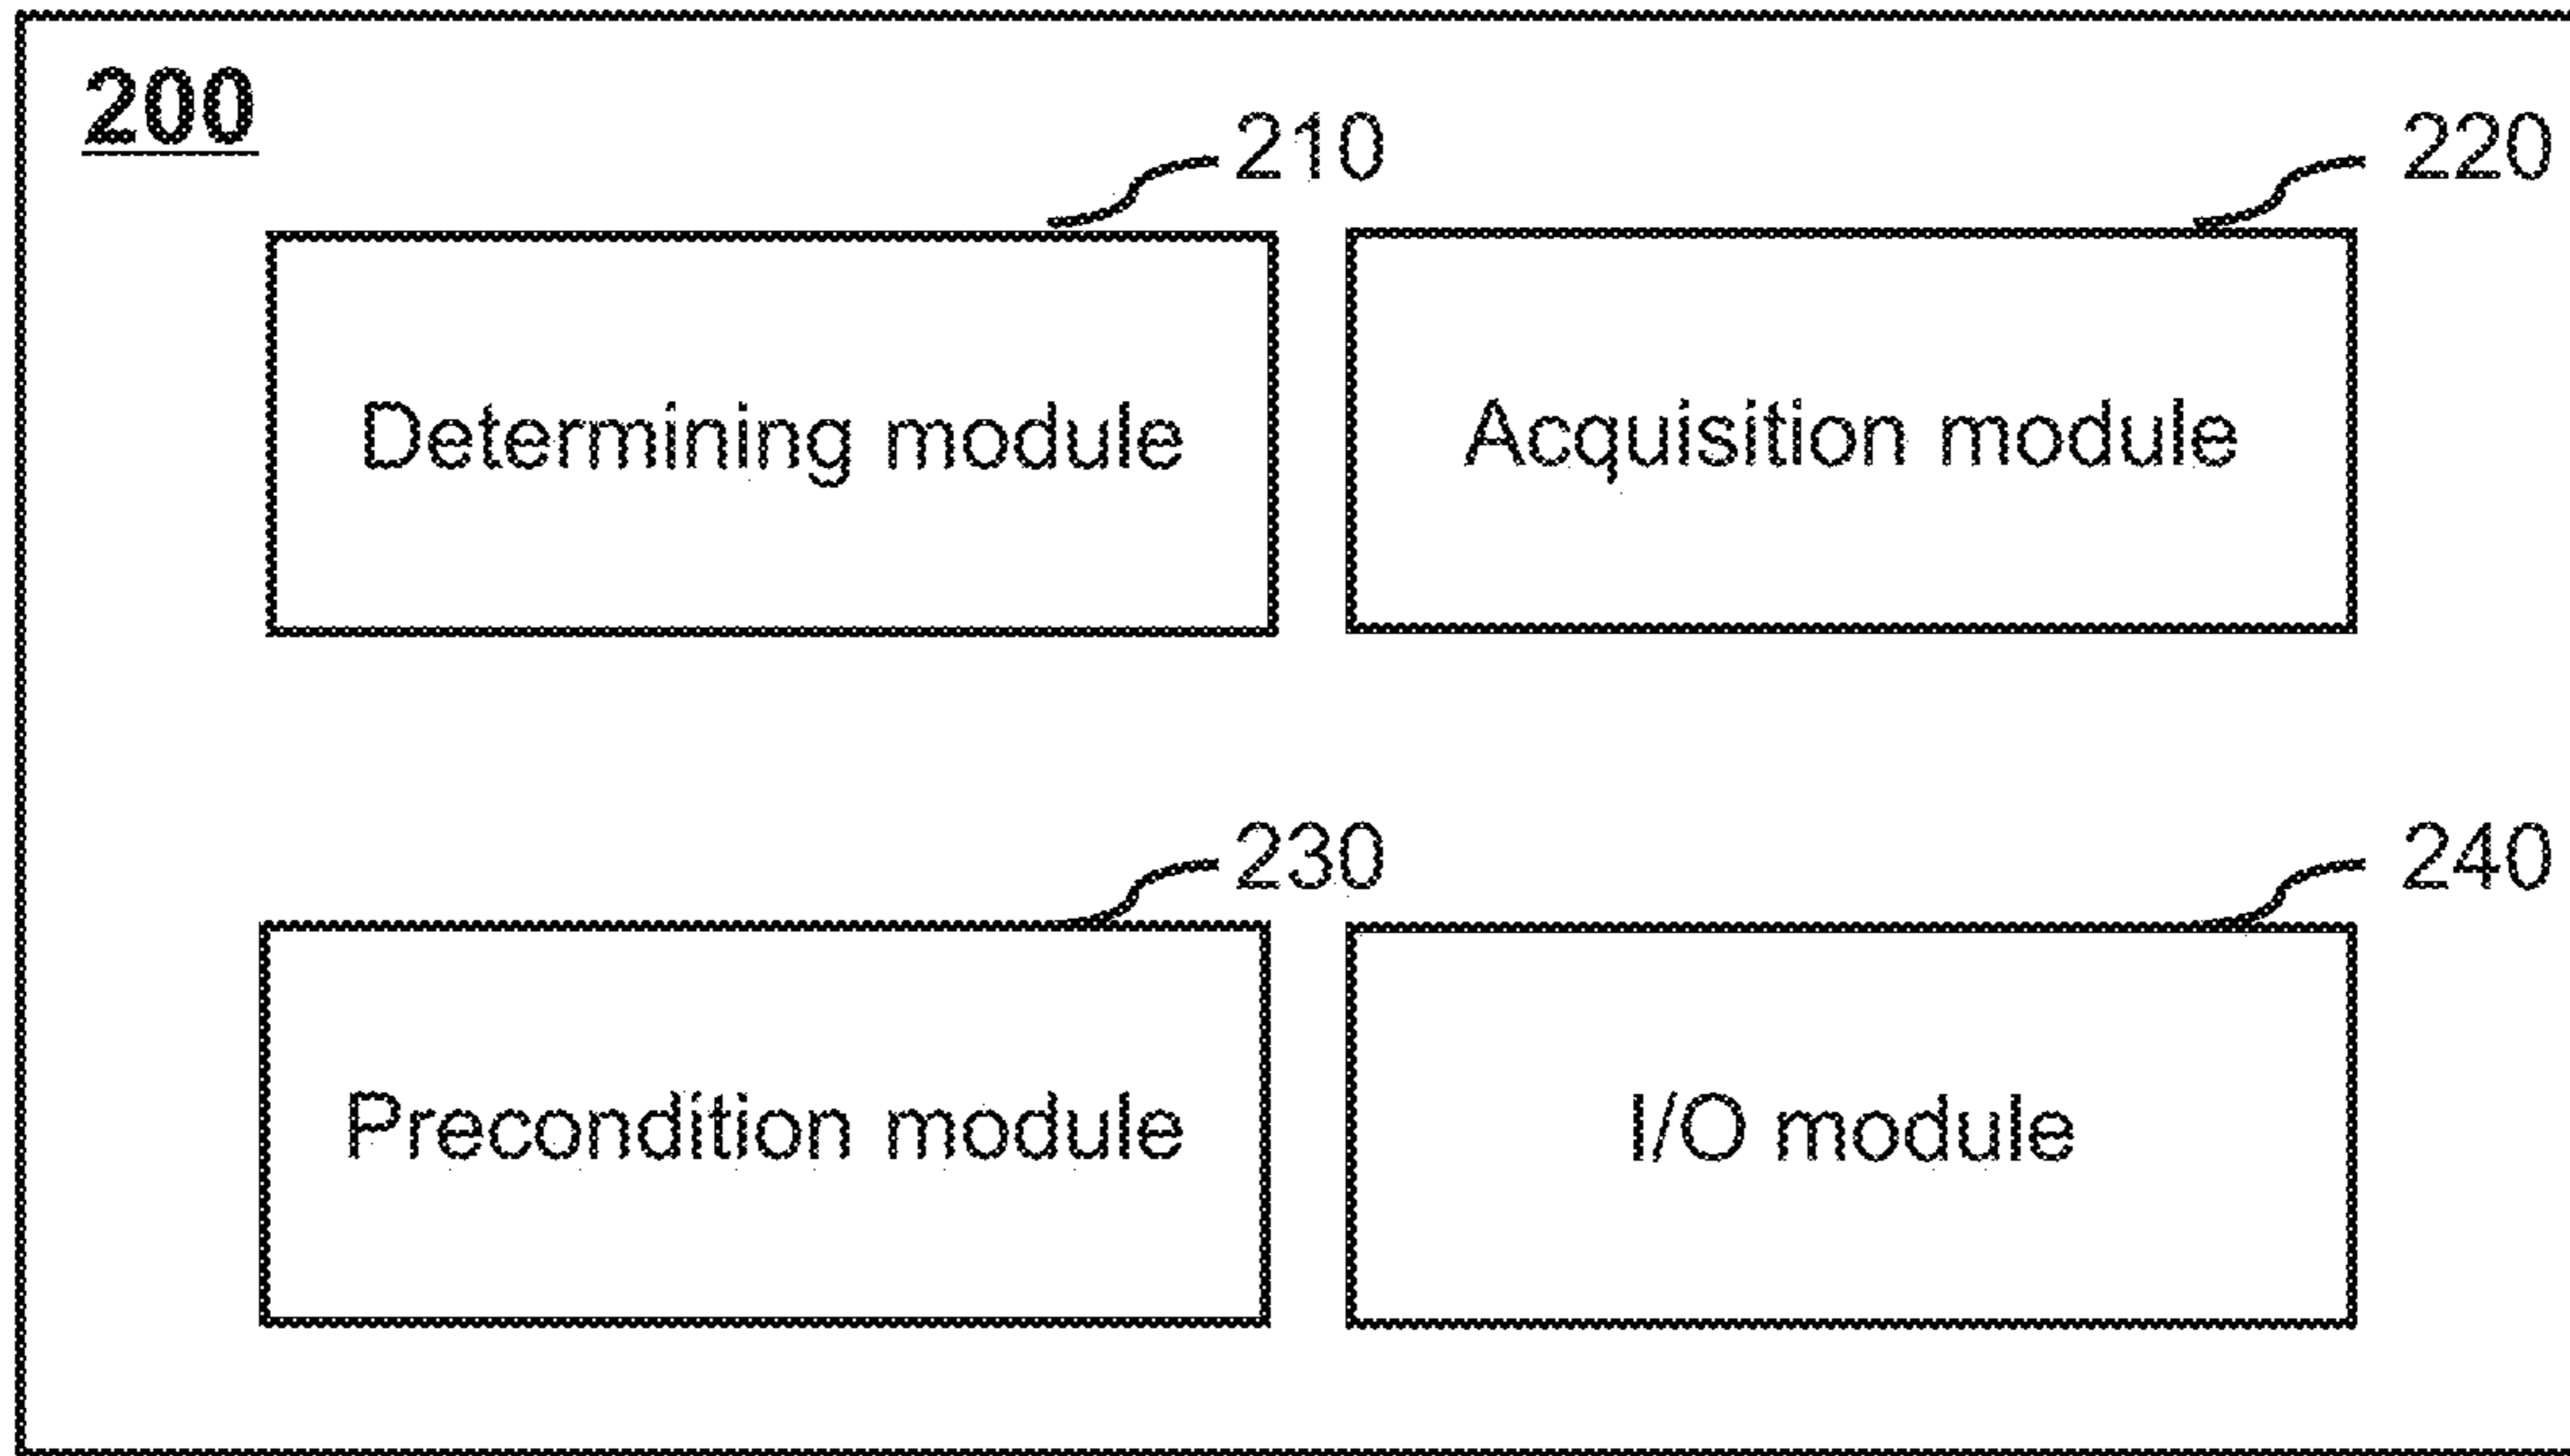 200
210
220
Determining module
Acquisition module
230
240
Precondition module
I/O module